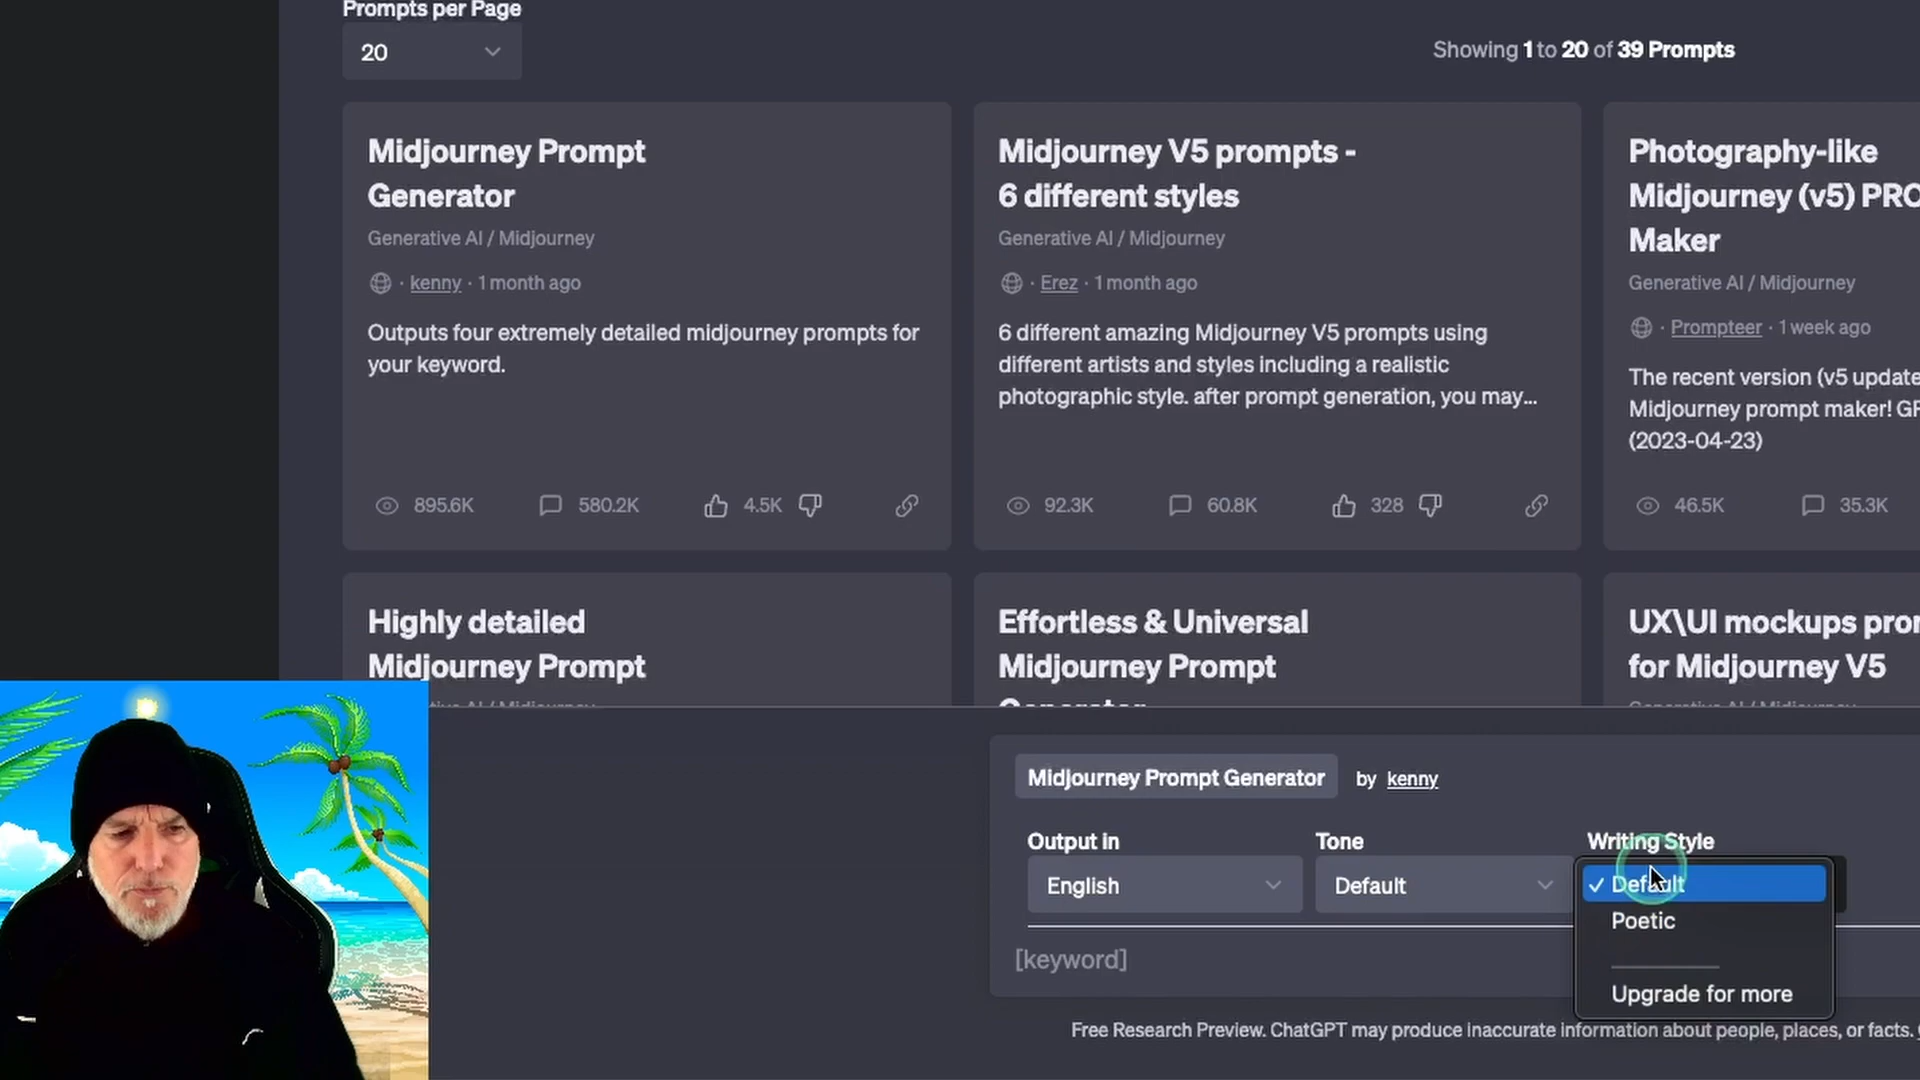 Prompts per Page
20
Showing 1 to 20 of 39 Prompts
Midjourney Prompt
Generator
Generative AI / Midjourney
· kenny · 1 month ago
Outputs four extremely detailed midjourney prompts for
your keyword.
895.6K 580.2K 4.5K
Midjourney V5 prompts -
6 different styles
Generative AI / Midjourney
· Erez · 1 month ago
6 different amazing Midjourney V5 prompts using
different artists and styles including a realistic
photographic style. after prompt generation, you may...
92.3K 60.8K 328
Photography-like
Midjourney (v5) PRO
Maker
Generative AI / Midjourney
· Prompteer · 1 week ago
The recent version (v5 update
Midjourney prompt maker!
(2023-04-23)
46.5K 35.3K
Highly detailed
Midjourney Prompt
AI / Midjourney
Effortless & Universal
Midjourney Prompt
Generator
UX\UI mockups
for Midjourney V5
Generative AI / Midjourney
Midjourney Prompt Generator by kenny
Output in
English
Tone
Default
Writing Style
✓ Default
Poetic
Upgrade for more
[keyword]
Free Research Preview. ChatGPT may produce inaccurate information about people, places, or facts.